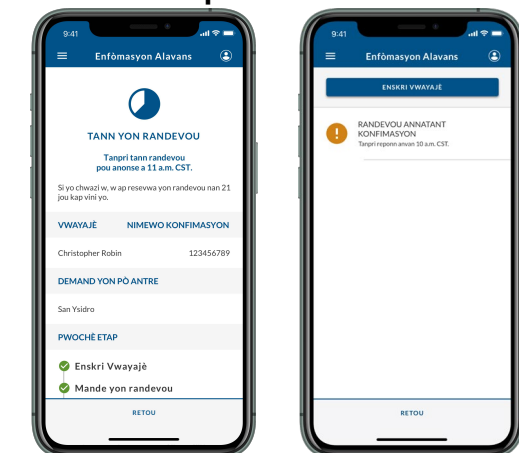 9:41
Enfòmasyon Alavans
TANN YON RANDEVOU
Tanpri tann randevou
pou anonse a 11 a.m. CST.
Si yo chwazi w, w ap resevwa yon randevou nan 21
jou kap vini yo.
VWAYAJÈ NIMEWO KONFIMASYON
Christopher Robin 123456789
DEMAND YON PÒ ANTRE
San Ysidro
PWOCHÈ ETAP
Enskri Vwayajè
Mande yon randevou
RETOU
9:41
Enfòmasyon Alavans
ENSKRI VWAYAJÈ
RANDEVOU ANNATANT
KONFIMASYON
Tanpri reponn anvan 10 a.m. CST.
RETOU